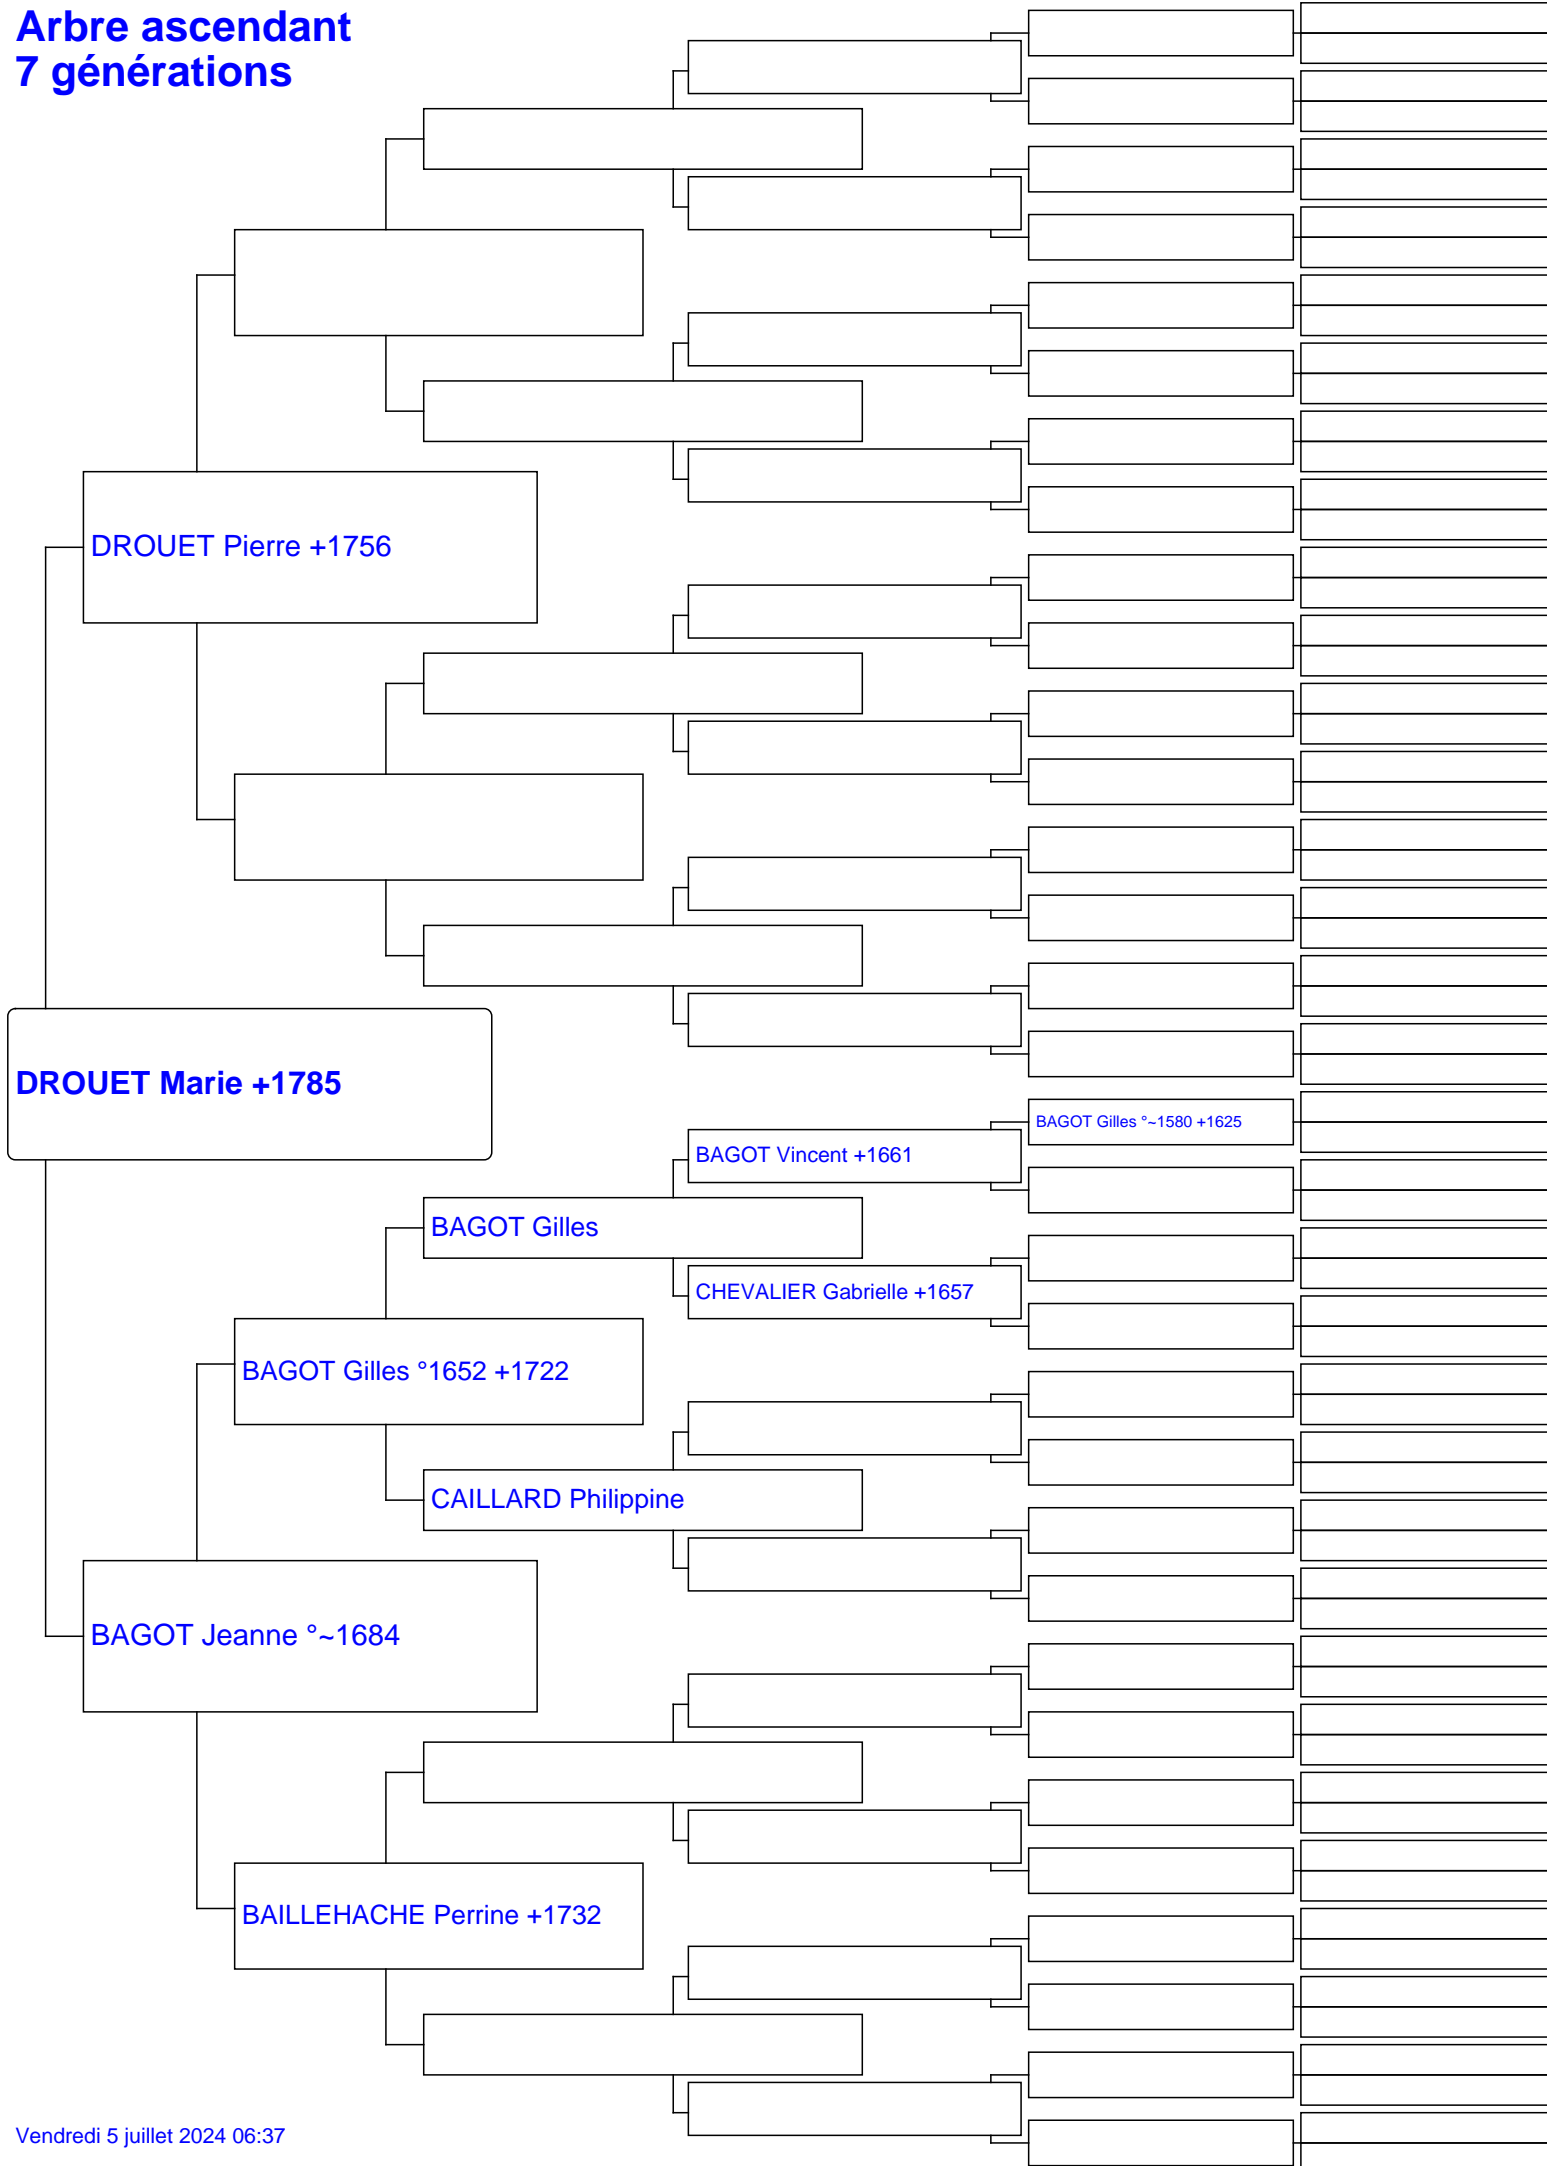 Arbre ascendant
7 générations
DROUET Pierre +1756
DROUET Marie +1785
BAGOT Gilles °~1580 +1625
BAGOT Vincent +1661
BAGOT Gilles
CHEVALIER Gabrielle +1657
BAGOT Gilles °1652 +1722
CAILLARD Philippine
BAGOT Jeanne °~1684
BAILLEHACHE Perrine +1732
Vendredi 5 juillet 2024 06:37